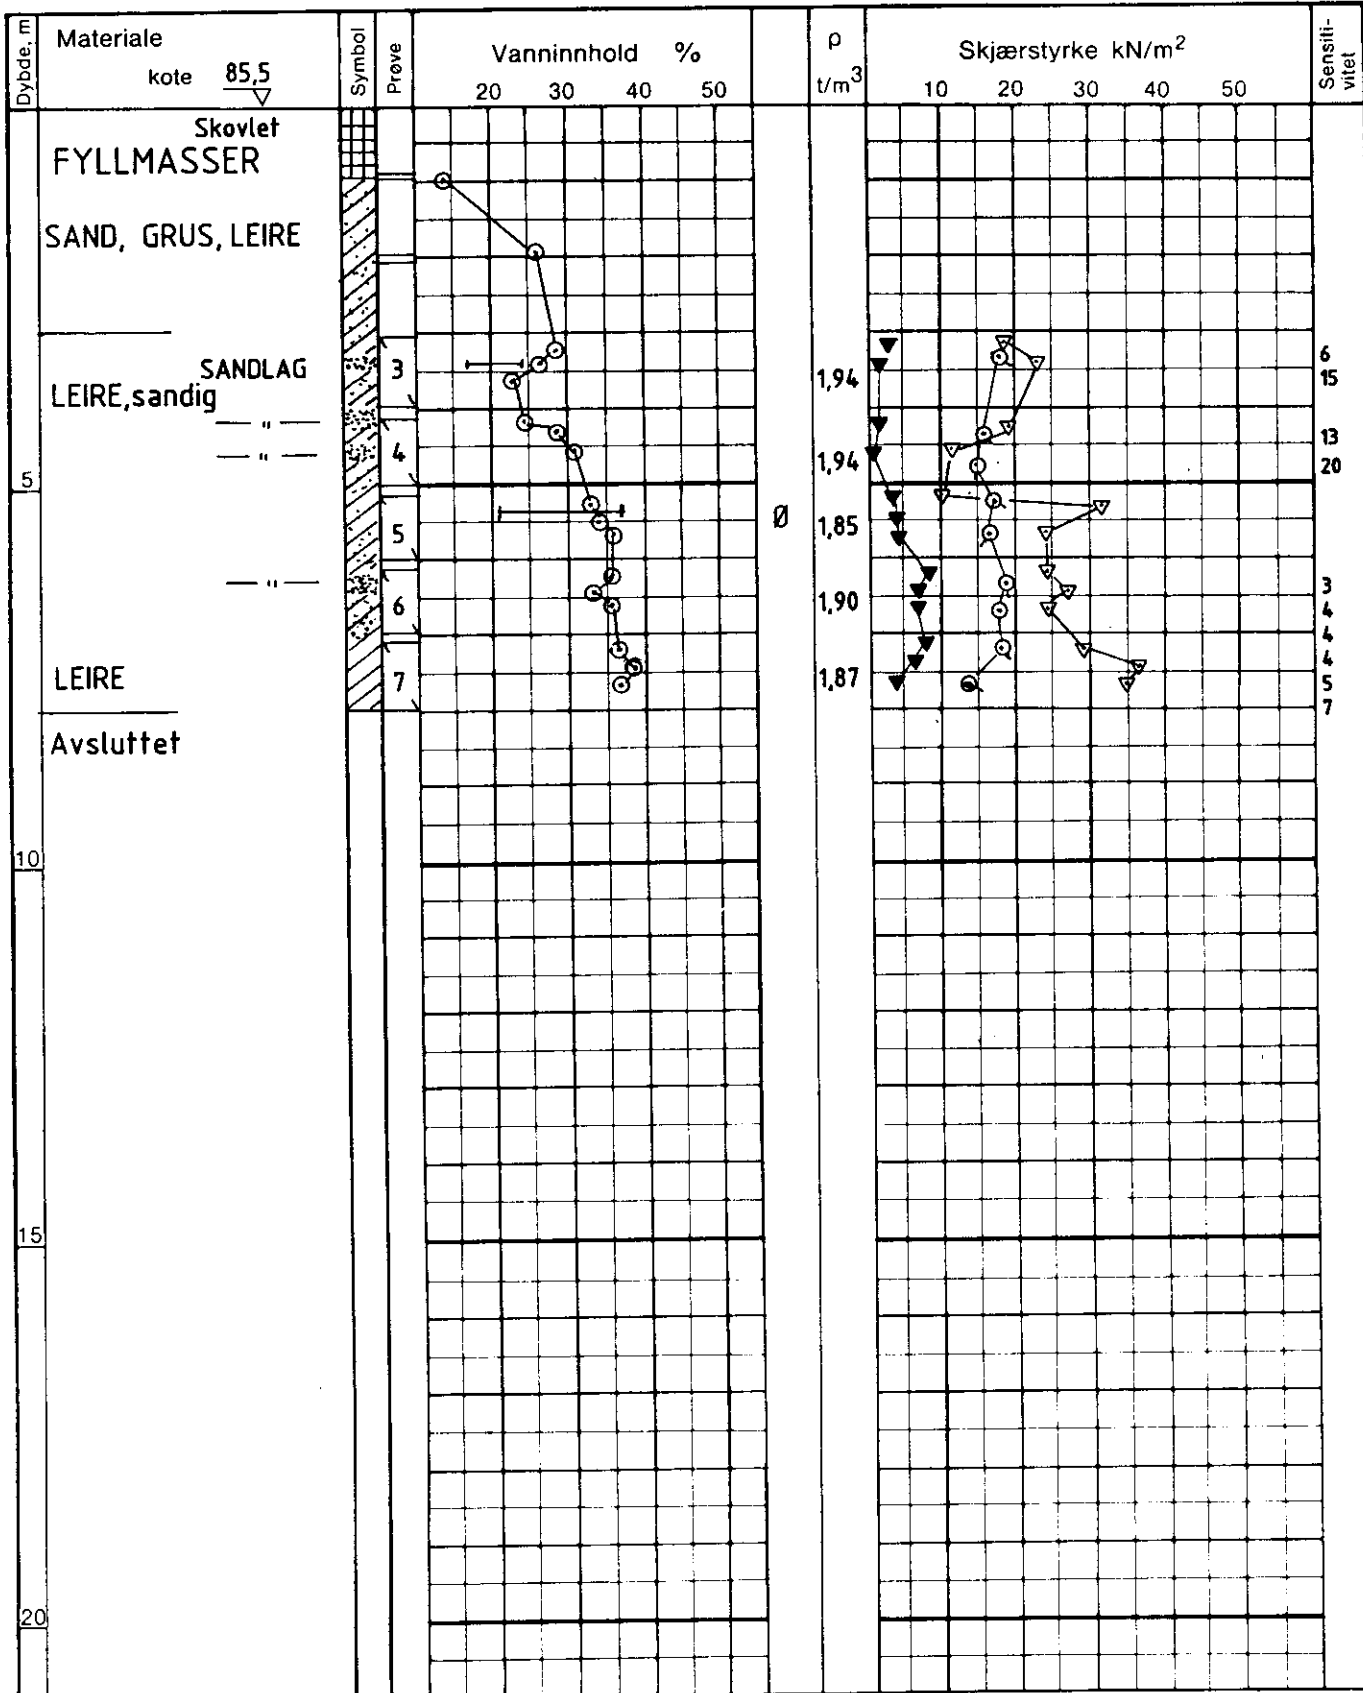 Dybde, m
Materiale
kote 85,5
Symbol
Prøve
Vanninnhold %
20 30 40 50
ρ
t/m³
Skjærstyrke kN/m²
10 20 30 40 50
Sensiti-
vitet
Skovlet
FYLLMASSER
SAND, GRUS, LEIRE
SANDLAG
LEIRE, sandig
— " —
— " —
— " —
LEIRE
Avsluttet
5
10
15
20
3
4
5
6
7
Ø
1,94
1,94
1,85
1,90
1,87
6
15
13
20
3
4
4
4
5
7